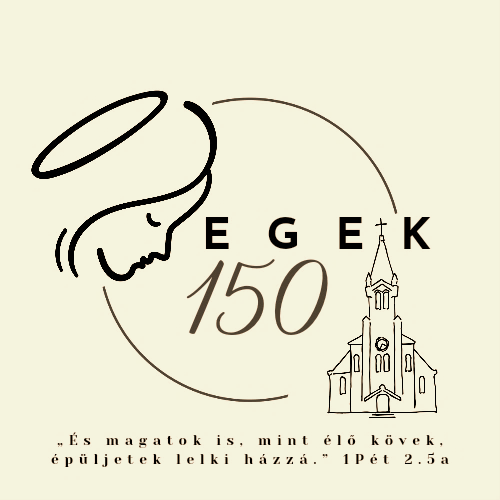 EGEK
150
„És magatok is, mint élő kövek,
épüljetek lelki házzá.” 1Pét 2.5a